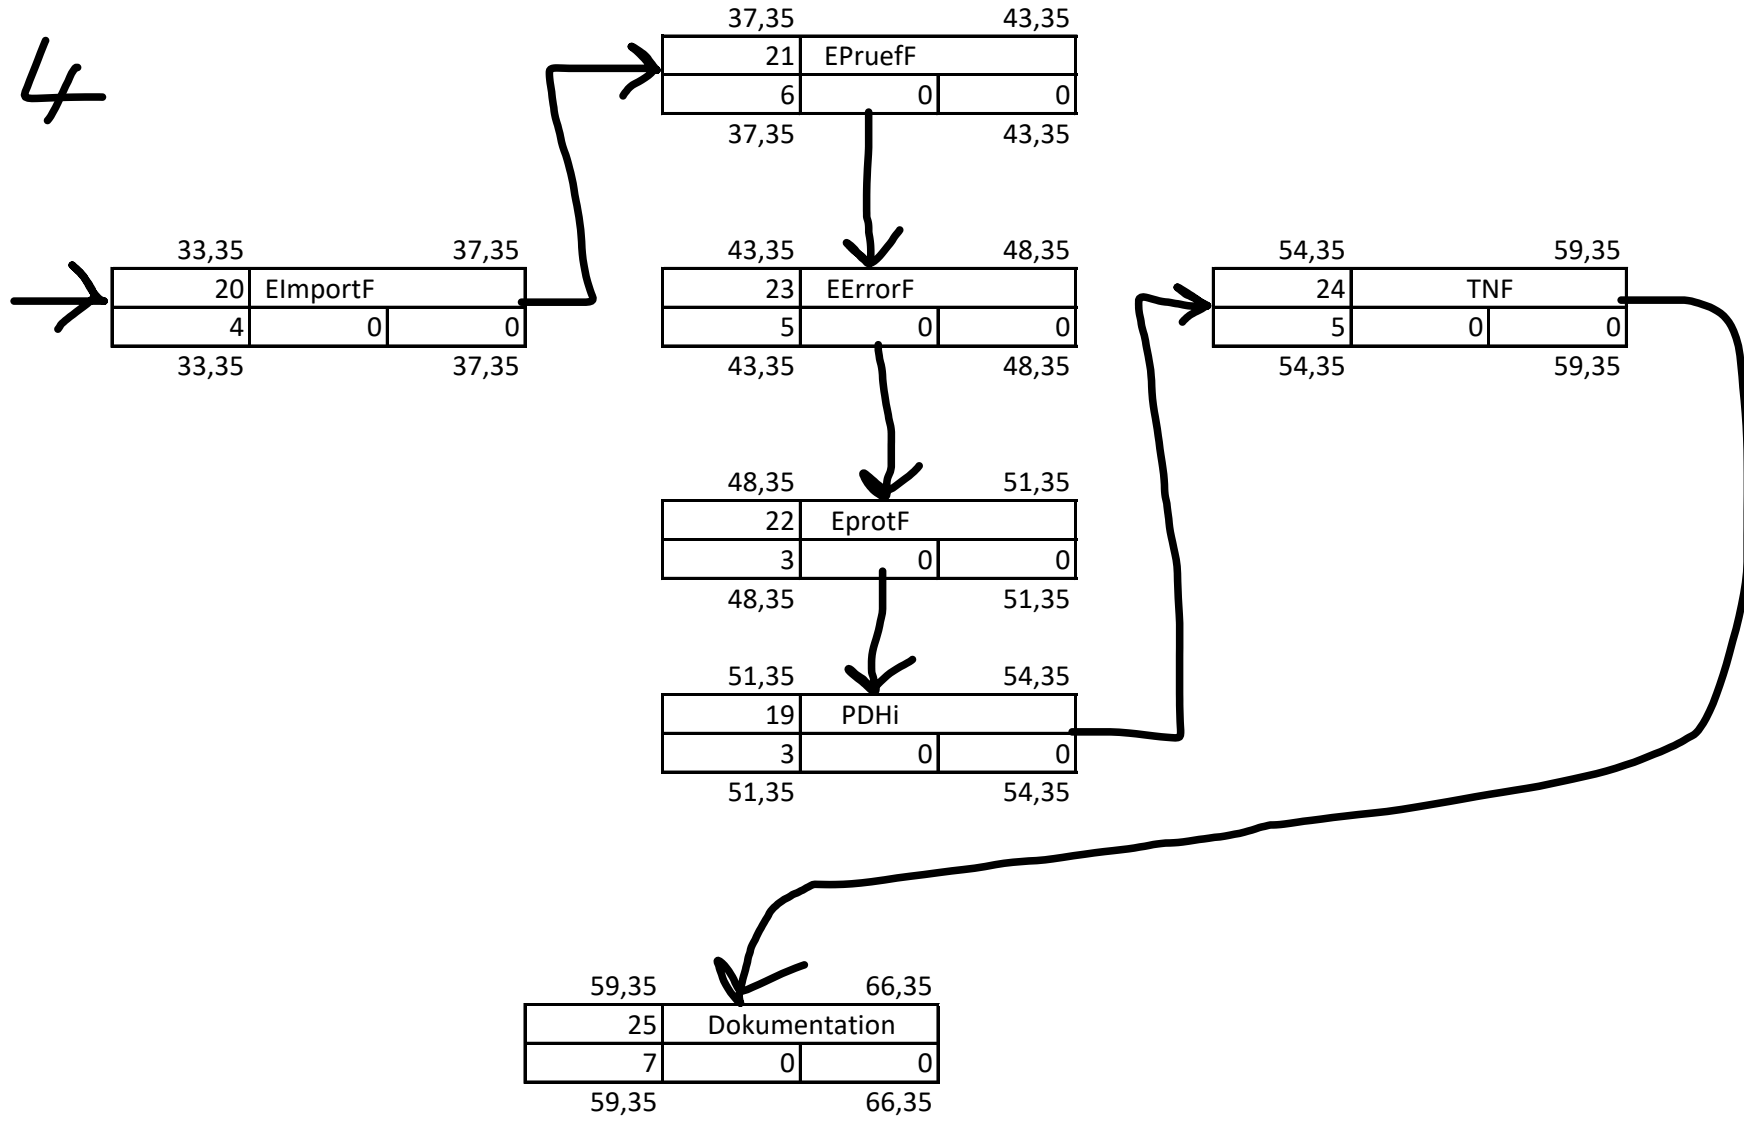 4
37,35 43,35
21 EPruefF
6 0 0
37,35 43,35
33,35 37,35
20 EImportF
4 0 0
33,35 37,35
43,35 48,35
23 EErrorF
5 0 0
43,35 48,35
54,35 59,35
24 TNF
5 0 0
54,35 59,35
48,35 51,35
22 EprotF
3 0 0
48,35 51,35
51,35 54,35
19 PDHi
3 0 0
51,35 54,35
59,35 66,35
25 Dokumentation
7 0 0
59,35 66,35